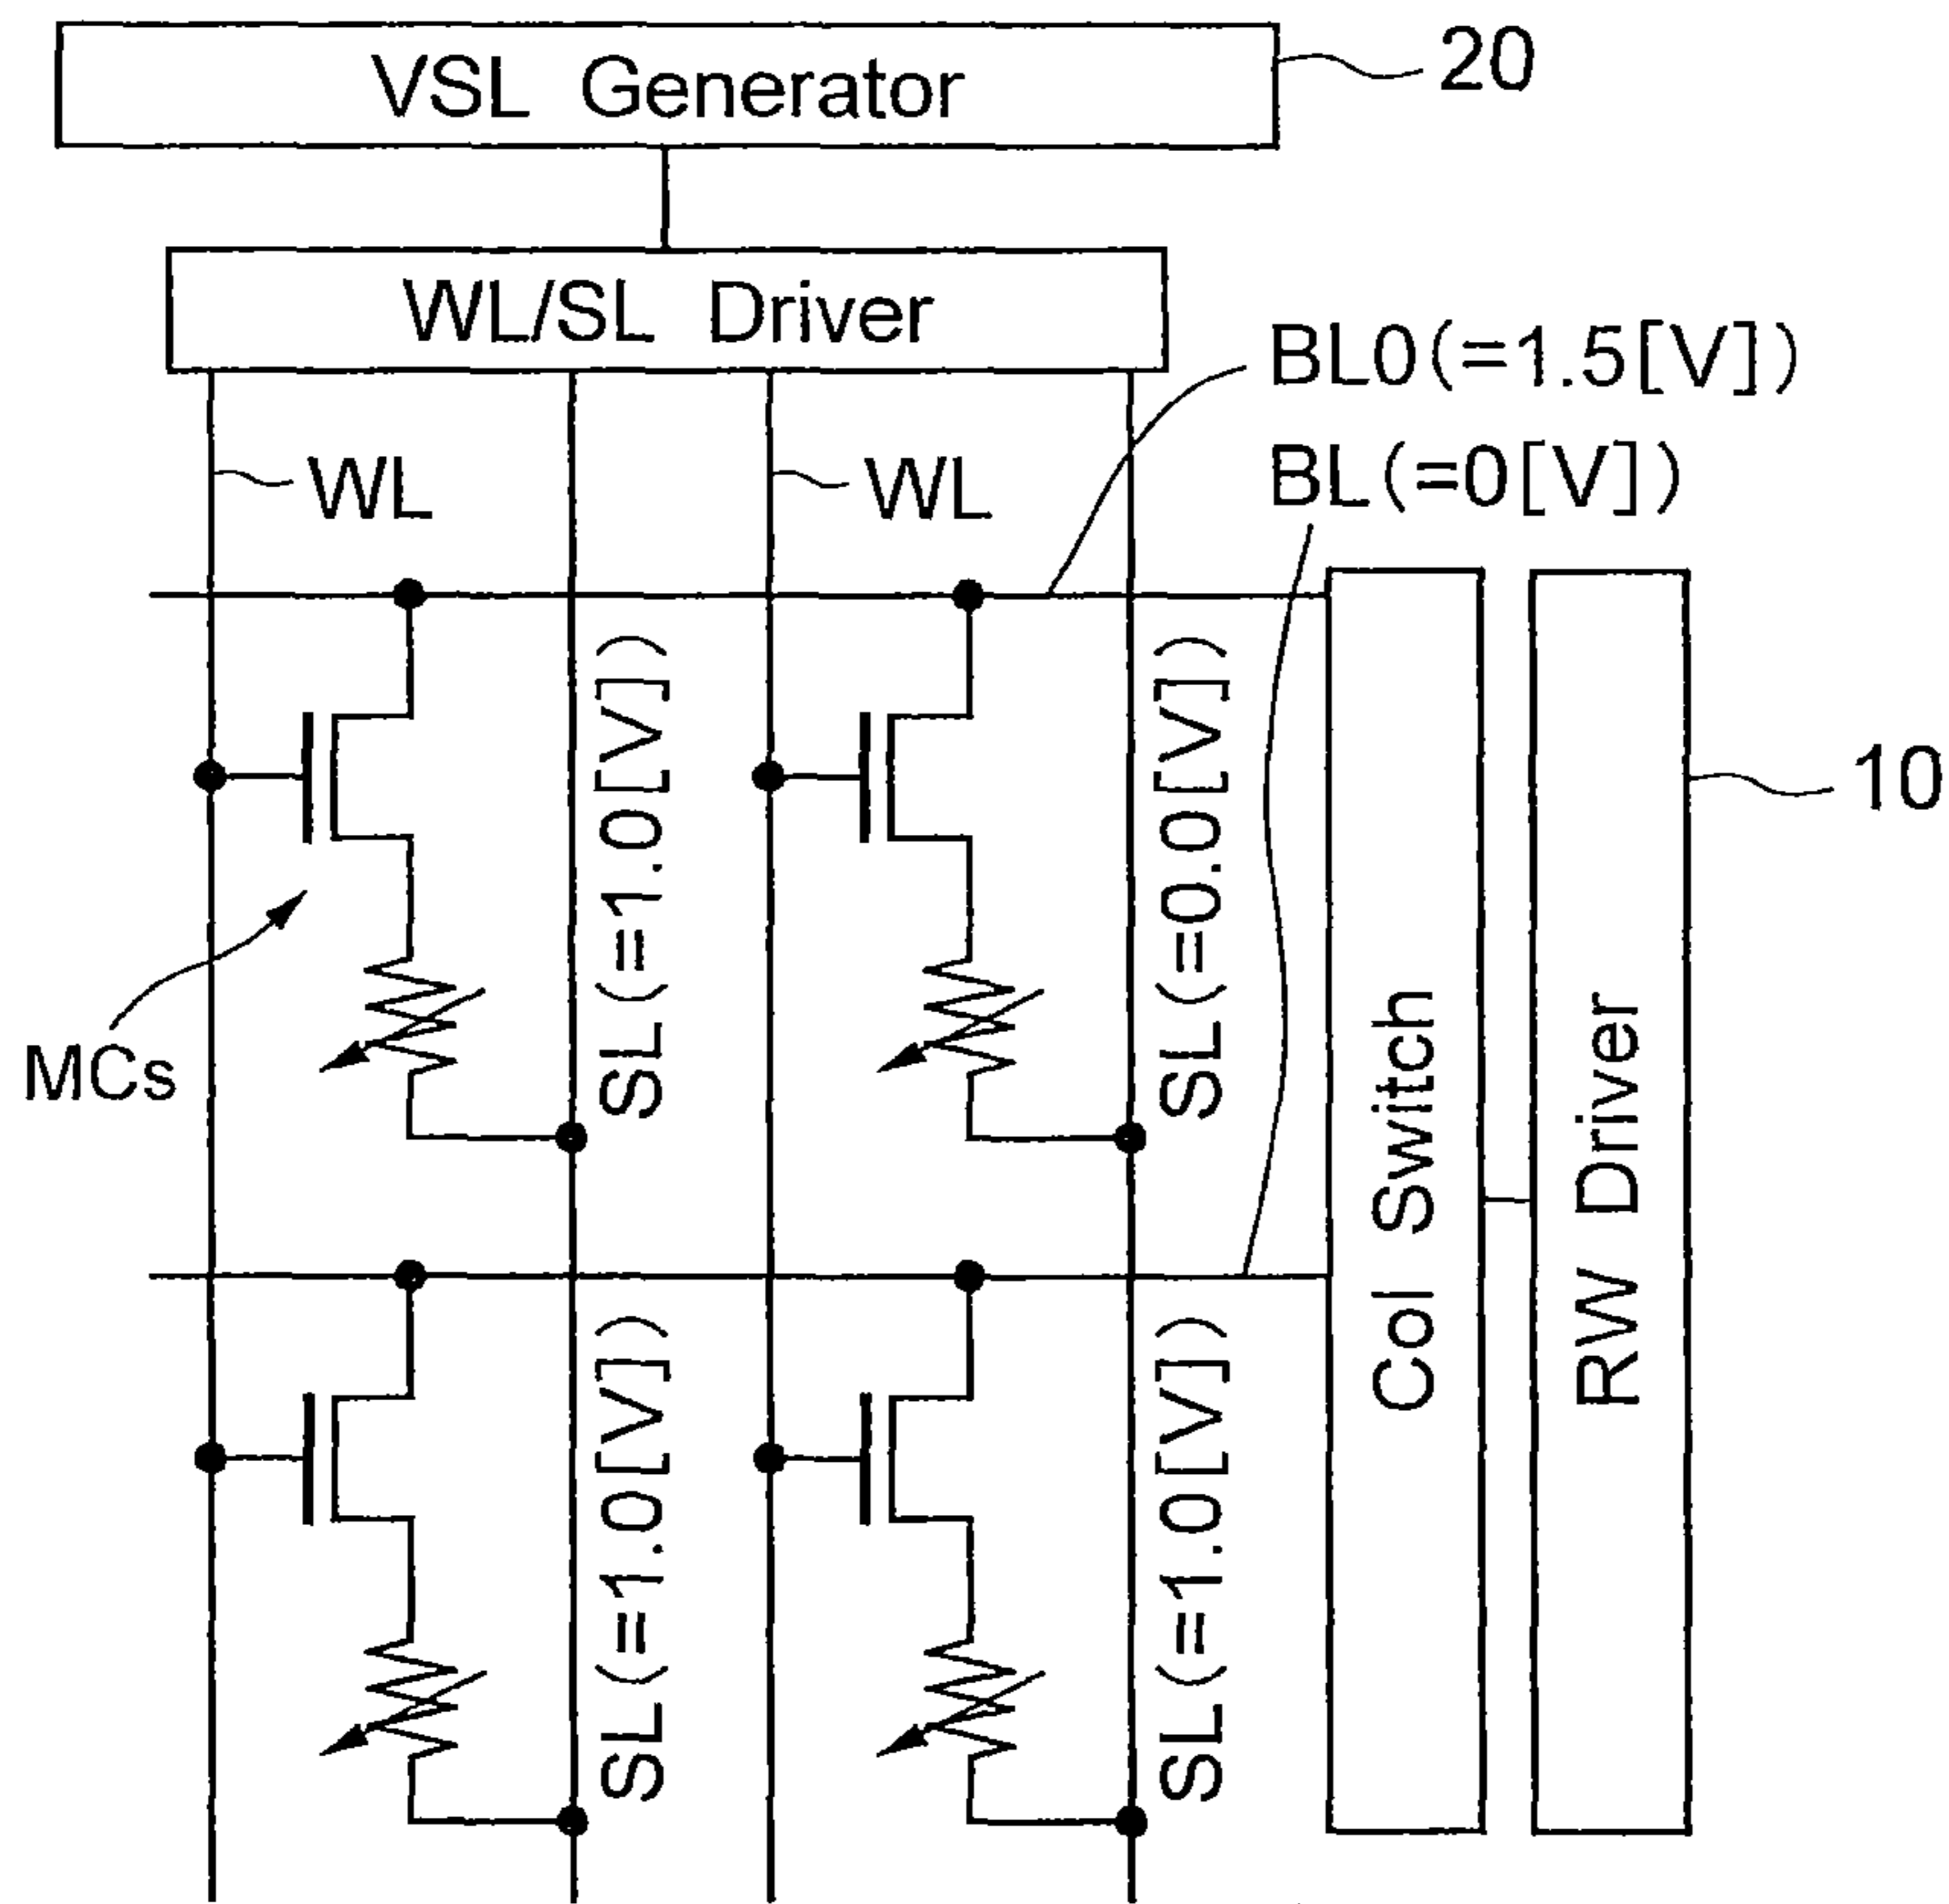 VSL Generator
20
WL/SL Driver
BL0(=1.5[V])
BL(=0[V])
WL
WL
SL(=1.0[V])
SL(=0.0[V])
10
MCs
Col Switch
RW Driver
SL(=1.0[V])
SL(=1.0[V])